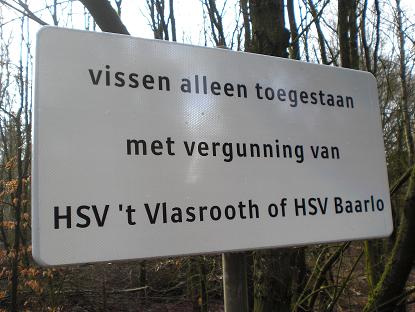 vissen alleen toegestaan
met vergunning van
HSV 't Vlasrooth of HSV Baarlo